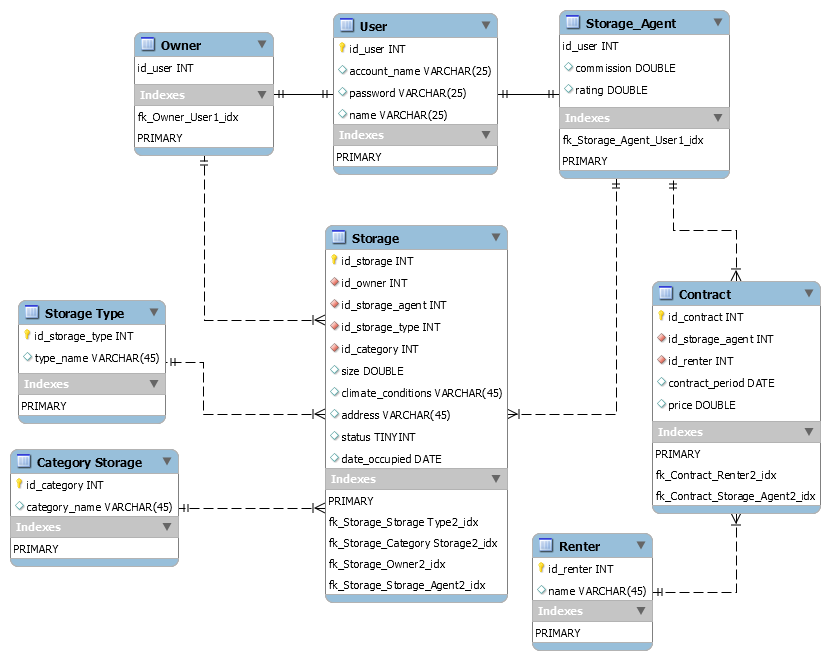 Owner
id_user INT
Indexes
fk_Owner_User1_idx
PRIMARY
User
id_user INT
account_name VARCHAR(25)
password VARCHAR(25)
name VARCHAR(25)
Indexes
PRIMARY
Storage_Agent
id_user INT
commission DOUBLE
rating DOUBLE
Indexes
fk_Storage_Agent_User1_idx
PRIMARY
Storage
id_storage INT
id_owner INT
id_storage_agent INT
id_storage_type INT
id_category INT
size DOUBLE
climate_conditions VARCHAR(45)
address VARCHAR(45)
status TINYINT
date_occupied DATE
Indexes
PRIMARY
fk_Storage_Storage Type2_idx
fk_Storage_Category Storage2_idx
fk_Storage_Owner2_idx
fk_Storage_Storage_Agent2_idx
Storage Type
id_storage_type INT
type_name VARCHAR(45)
Indexes
PRIMARY
Category Storage
id_category INT
category_name VARCHAR(45)
Indexes
PRIMARY
Contract
id_contract INT
id_storage_agent INT
id_renter INT
contract_period DATE
price DOUBLE
Indexes
PRIMARY
fk_Contract_Renter2_idx
fk_Contract_Storage_Agent2_idx
Renter
id_renter INT
name VARCHAR(45)
Indexes
PRIMARY